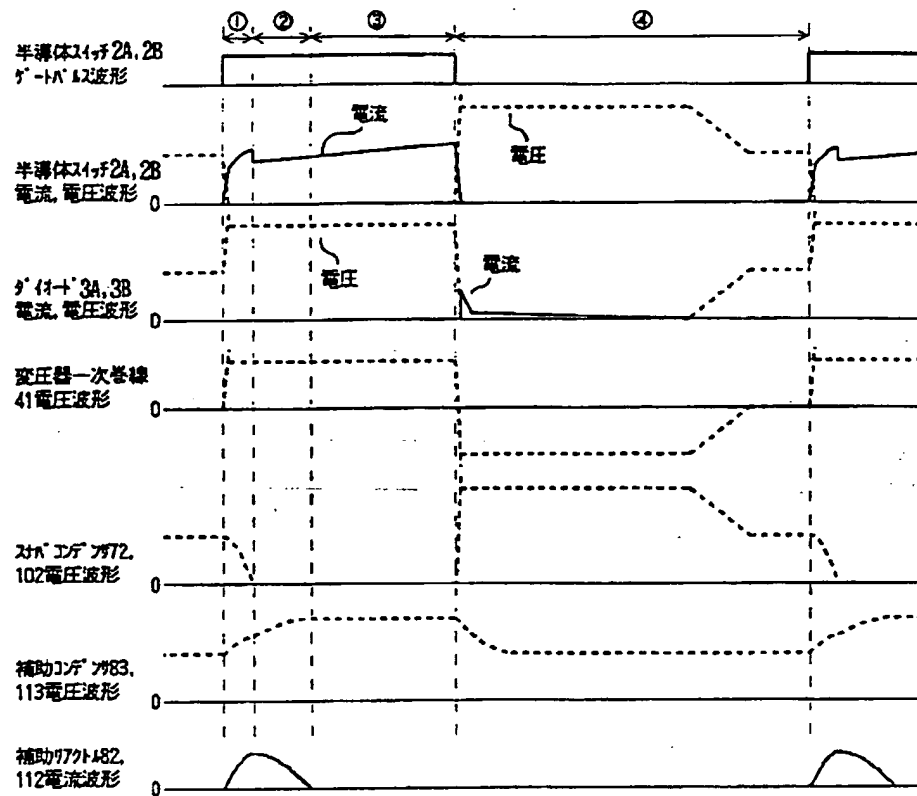 ① ② ③ ④
半導体スイッチ2A,2B
ゲートパルス波形
電流
電圧
半導体スイッチ2A,2B
電流,電圧波形
0
電圧
電流
ダイオード3A,3B
電流,電圧波形
0
変圧器一次巻線
41電圧波形
0
スナバコンデンサ72,
102電圧波形
0
補助コンデンサ83,
113電圧波形
0
補助リアクトル82,
112電流波形
0